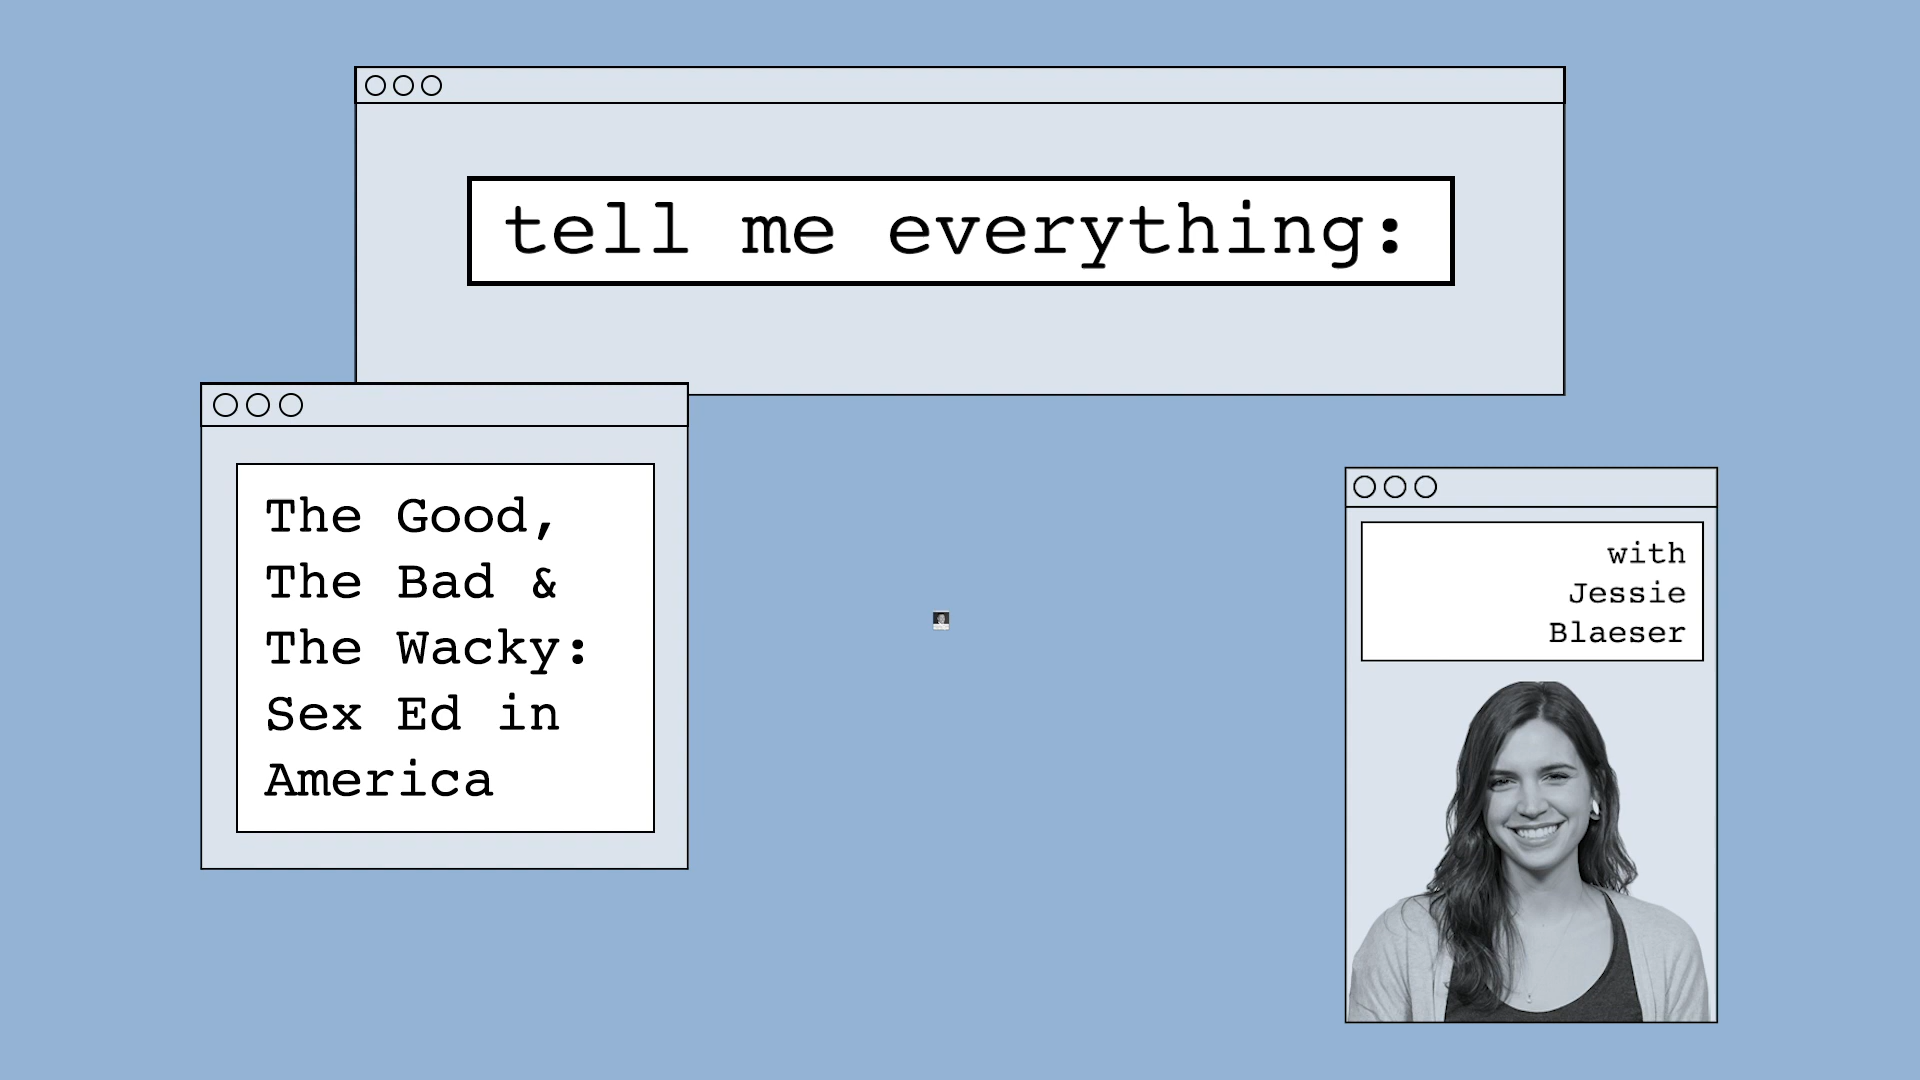 tell me everything:
The Good,
The Bad &
The Wacky:
Sex Ed in
America
with
Jessie
Blaeser